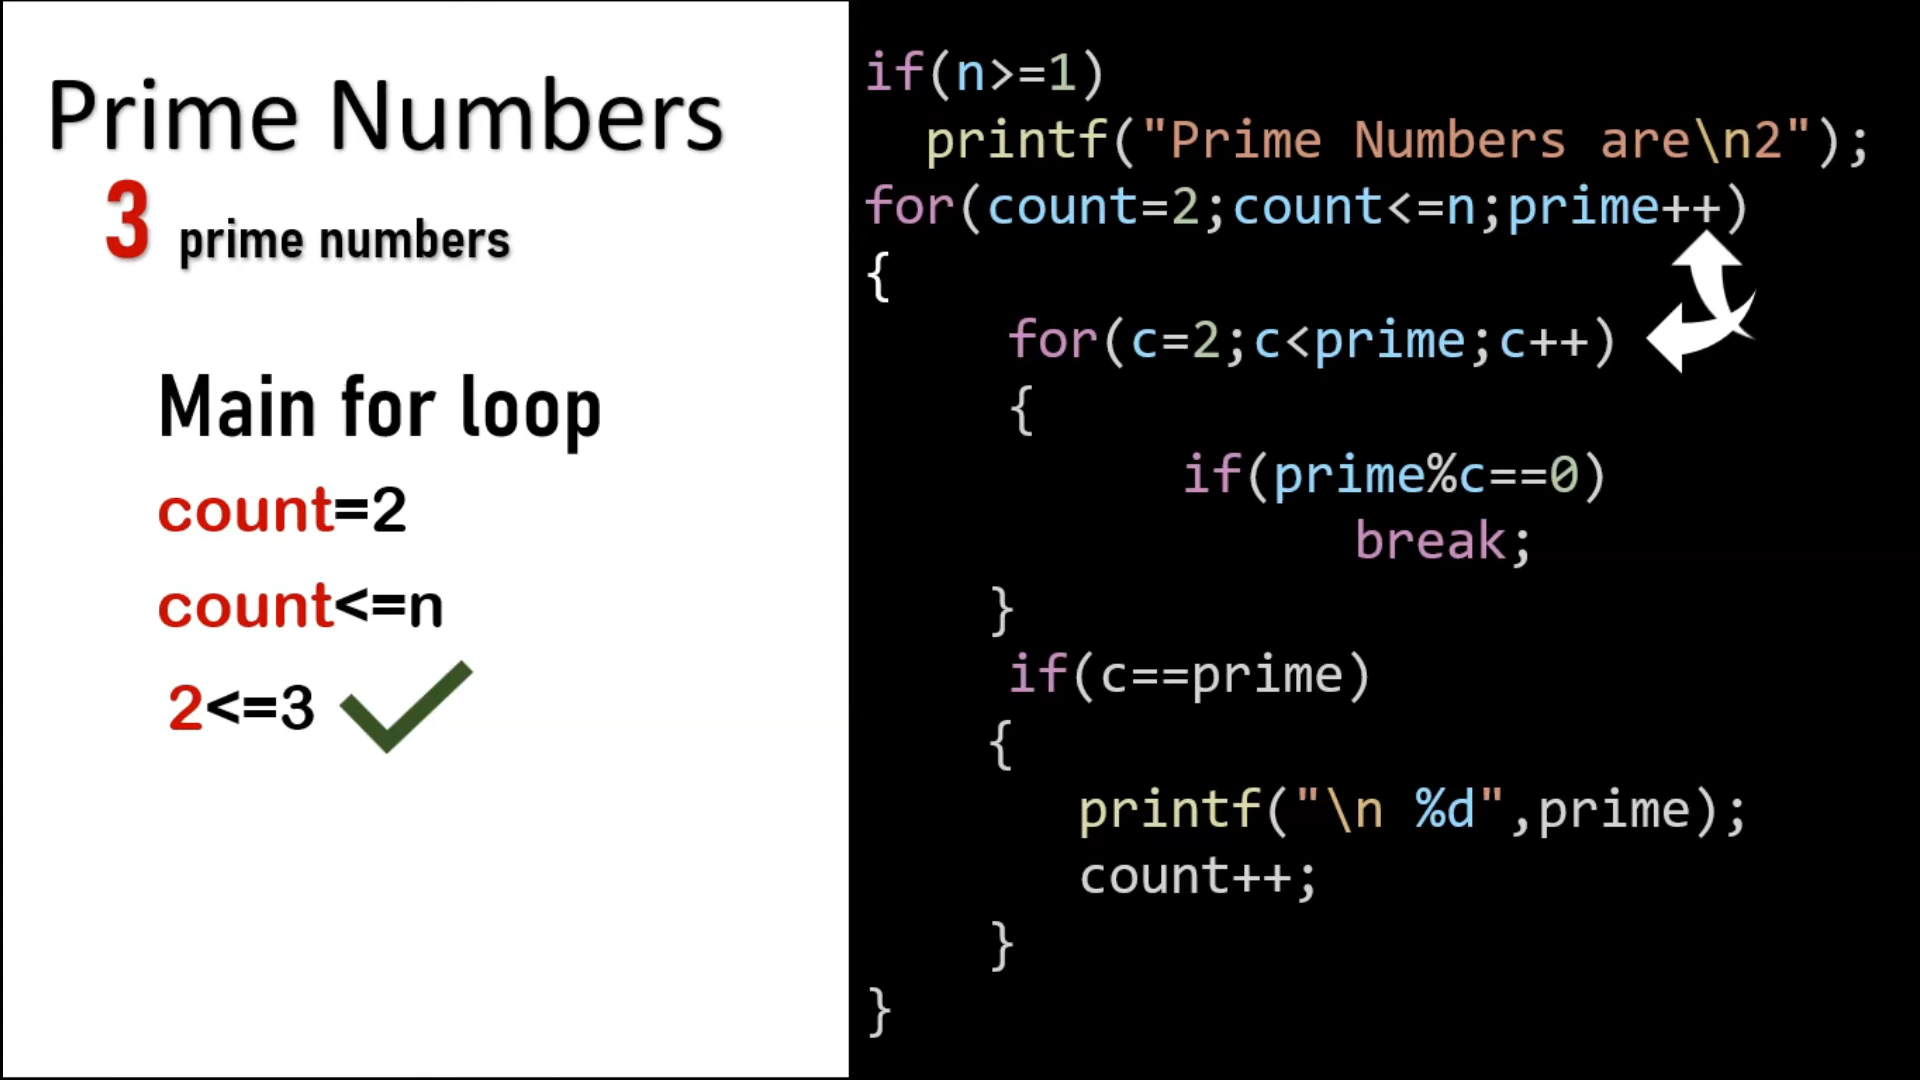 Prime Numbers
3 prime numbers
Main for loop
count=2
count<=n
2<=3
if(n>=1)
printf("Prime Numbers are\n2");
for(count=2;count<=n;prime++)
{
for(c=2;c<prime;c++)
{
if(prime%c==0)
break;
}
if(c==prime)
{
printf("\n %d",prime);
count++;
}
}